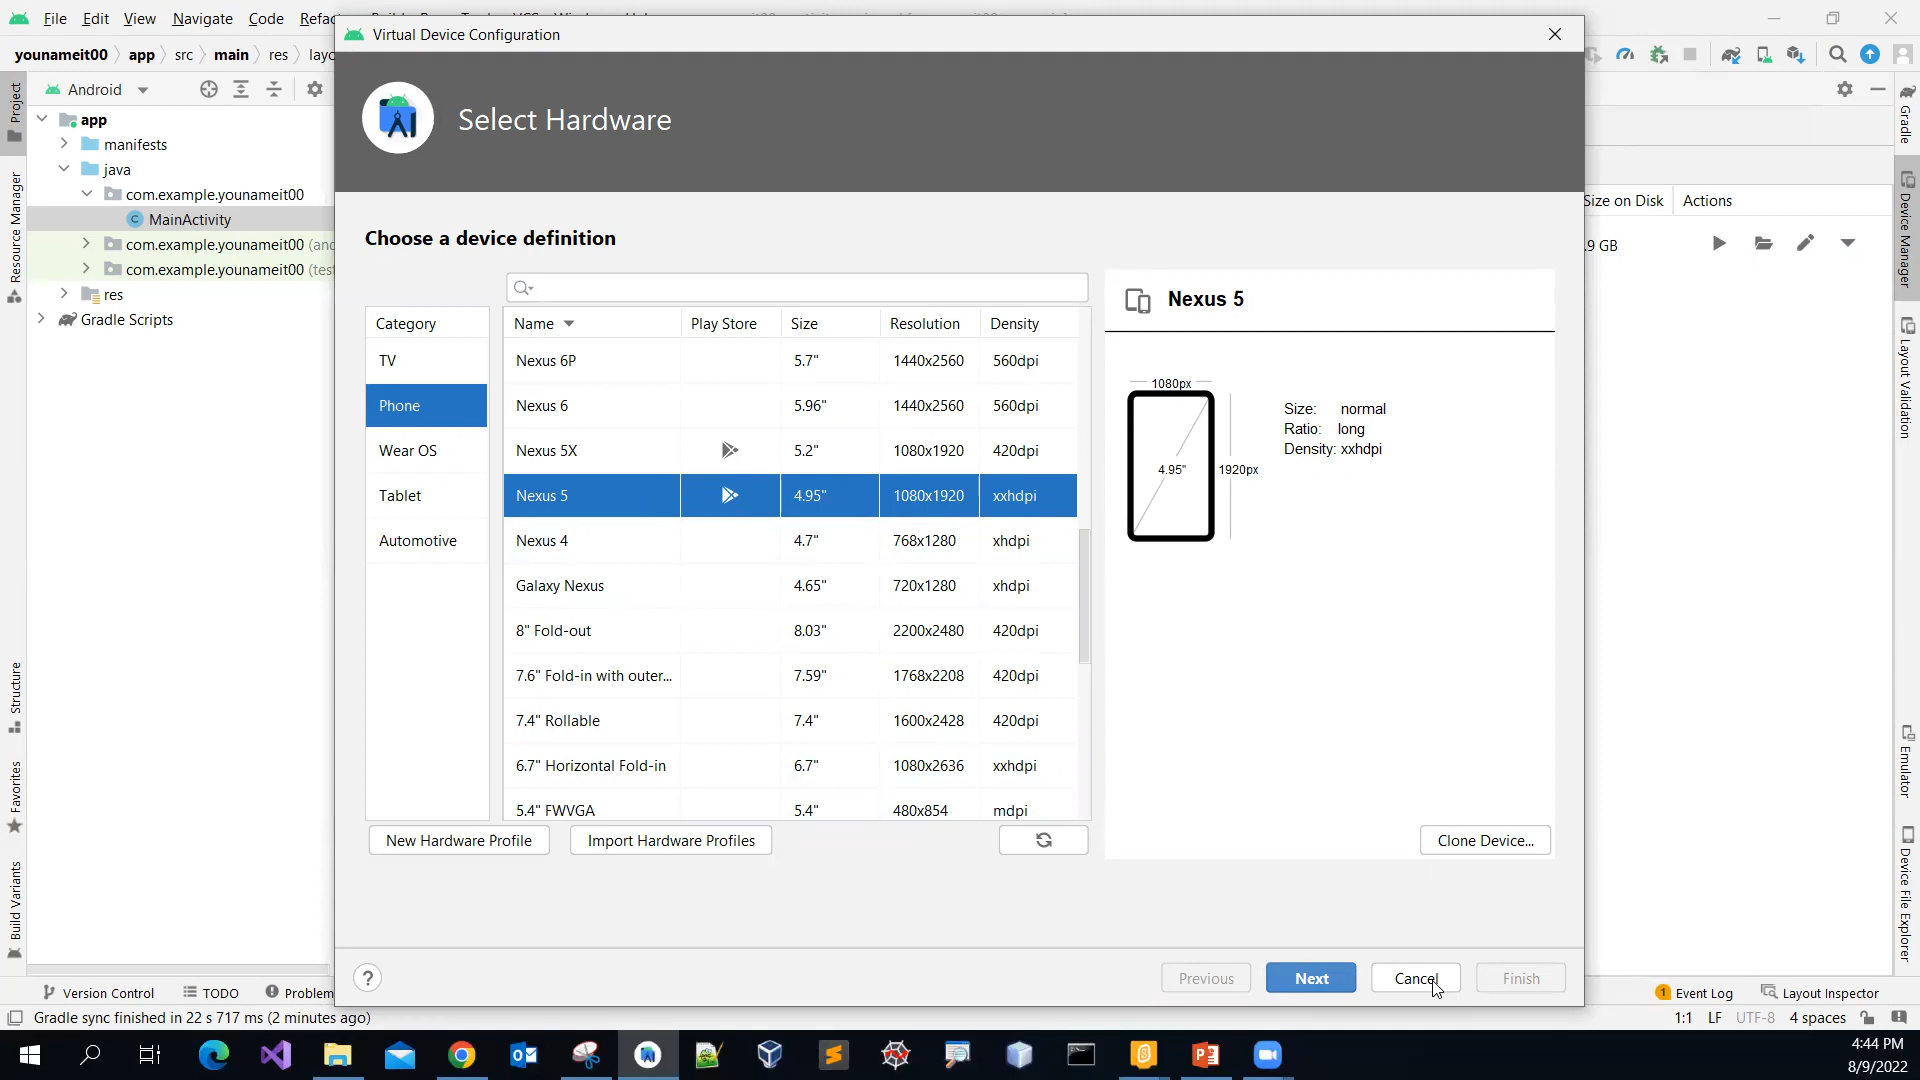 File Edit View Navigate Code Refac
Virtual Device Configuration
younameit00 app src main res layo
Android
Select Hardware
app
manifests
java
com.example.younameit00
MainActivity
com.example.younameit00 (and
com.example.younameit00 (test
res
Gradle Scripts
Project
Resource Manager
Structure
Favorites
Build Variants
Choose a device definition
Category
TV
Phone
Wear OS
Tablet
Automotive
Name Play Store Size Resolution Density
Nexus 6P 5.7" 1440x2560 560dpi
Nexus 6 5.96" 1440x2560 560dpi
Nexus 5X 5.2" 1080x1920 420dpi
Nexus 5 4.95" 1080x1920 xxhdpi
Nexus 4 4.7" 768x1280 xhdpi
Galaxy Nexus 4.65" 720x1280 xhdpi
8" Fold-out 8.03" 2200x2480 420dpi
7.6" Fold-in with outer... 7.59" 1768x2208 420dpi
7.4" Rollable 7.4" 1600x2428 420dpi
6.7" Horizontal Fold-in 6.7" 1080x2636 xxhdpi
5.4" FWVGA 5.4" 480x854 mdpi
New Hardware Profile Import Hardware Profiles
Nexus 5
1080px
4.95"
1920px
Size: normal
Ratio: long
Density: xxhdpi
Clone Device...
? Previous Next Cancel Finish
Size on Disk Actions
.9 GB
Gradle
Device Manager
Layout Validation
Emulator
Device File Explorer
Version Control TODO Problem
1 Event Log Layout Inspector
Gradle sync finished in 22 s 717 ms (2 minutes ago)
1:1 LF UTF-8 4 spaces
4:44 PM
8/9/2022